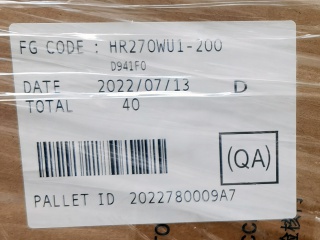 FG CODE : HR270WU1-200
D941F0
DATE 2022/07/13 D
TOTAL 40
(QA)
PALLET ID 2022780009A7